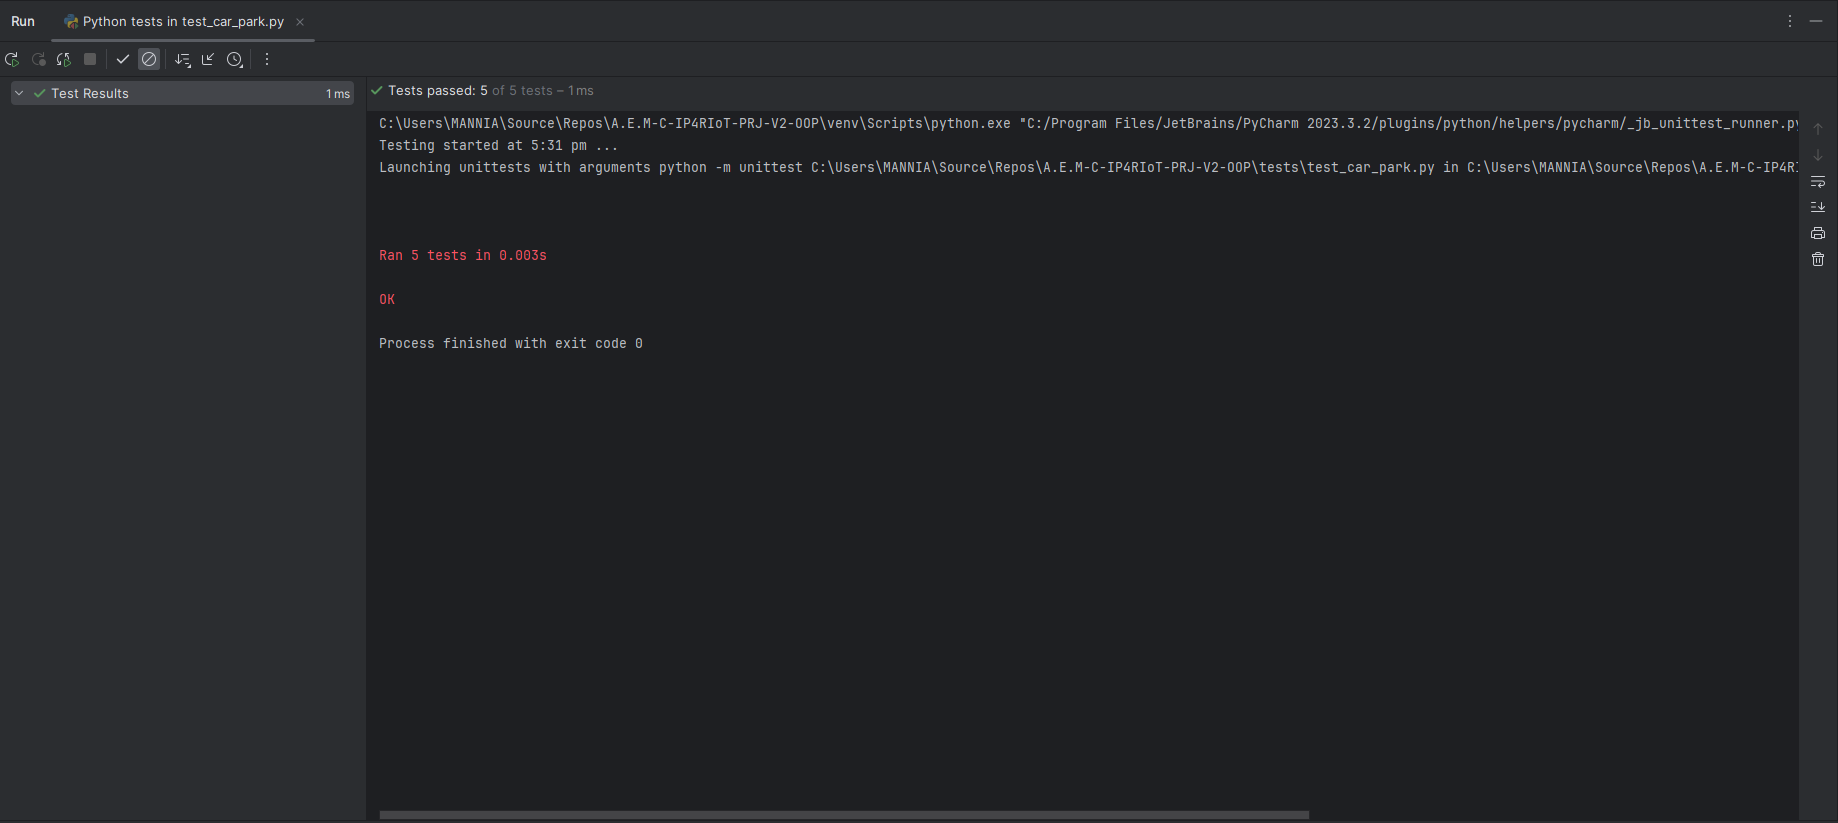 Run
Python tests in test_car_park.py
Test Results 1 ms
Tests passed: 5 of 5 tests – 1 ms
C:\Users\MANNIA\Source\Repos\A.E.M-C-IP4RIoT-PRJ-V2-OOP\venv\Scripts\python.exe "C:/Program Files/JetBrains/PyCharm 2023.3.2/plugins/python/helpers/pycharm/_jb_unittest_runner.py
Testing started at 5:31 pm ...
Launching unittests with arguments python -m unittest C:\Users\MANNIA\Source\Repos\A.E.M-C-IP4RIoT-PRJ-V2-OOP\tests\test_car_park.py in C:\Users\MANNIA\Source\Repos\A.E.M-C-IP4RI
Ran 5 tests in 0.003s
OK
Process finished with exit code 0